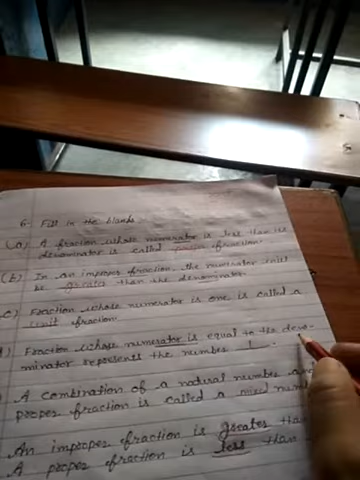 6. Fill in the blanks
(a) A fraction whose numerator is less than its
denominator is called proper fraction.
(b) In an improper fraction, the numerator must
be greater than the denominator.
(c) Fraction whose numerator is one is called a
unit fraction.
Fraction whose numerator is equal to the deno-
minator represents the number 1.
A combination of a natural number and
proper fraction is called a mixed num
An improper fraction is greater than
A proper fraction is less than